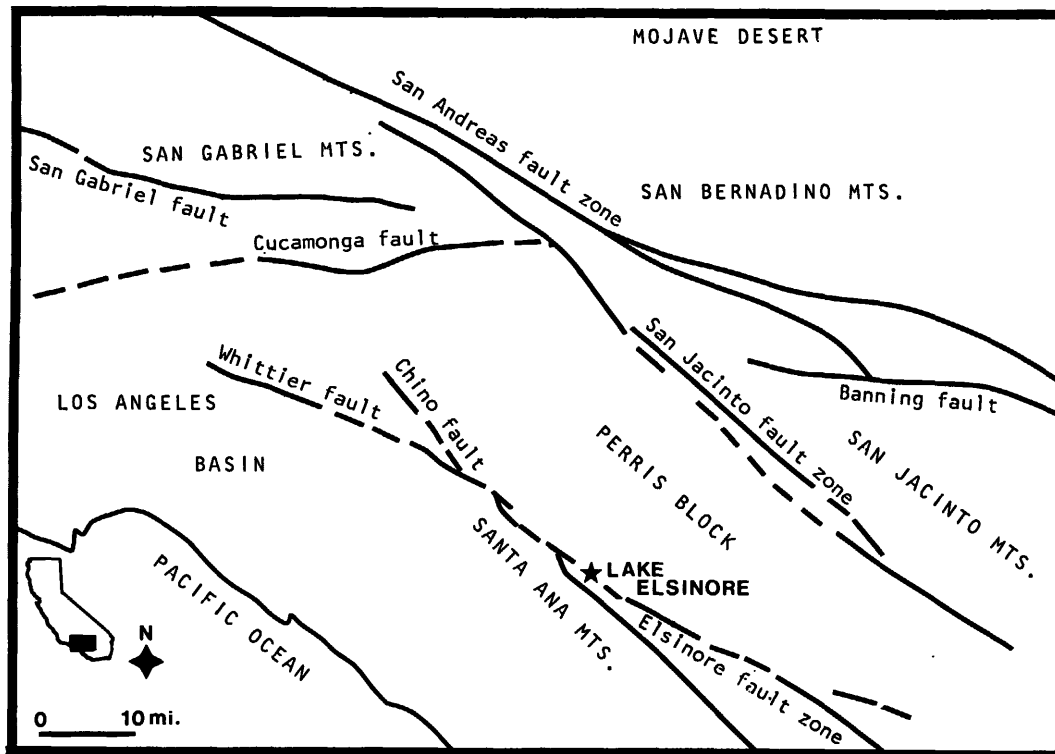 MOJAVE DESERT
San Andreas fault zone
SAN GABRIEL MTS.
San Gabriel fault
SAN BERNADINO MTS.
Cucamonga fault
San Jacinto fault zone
Whittier fault
Chino fault
Banning fault
LOS ANGELES
BASIN
PERRIS BLOCK
SAN JACINTO MTS.
SANTA ANA MTS.
PACIFIC OCEAN
LAKE
ELSINORE
Elsinore fault zone
N
0 10 mi.